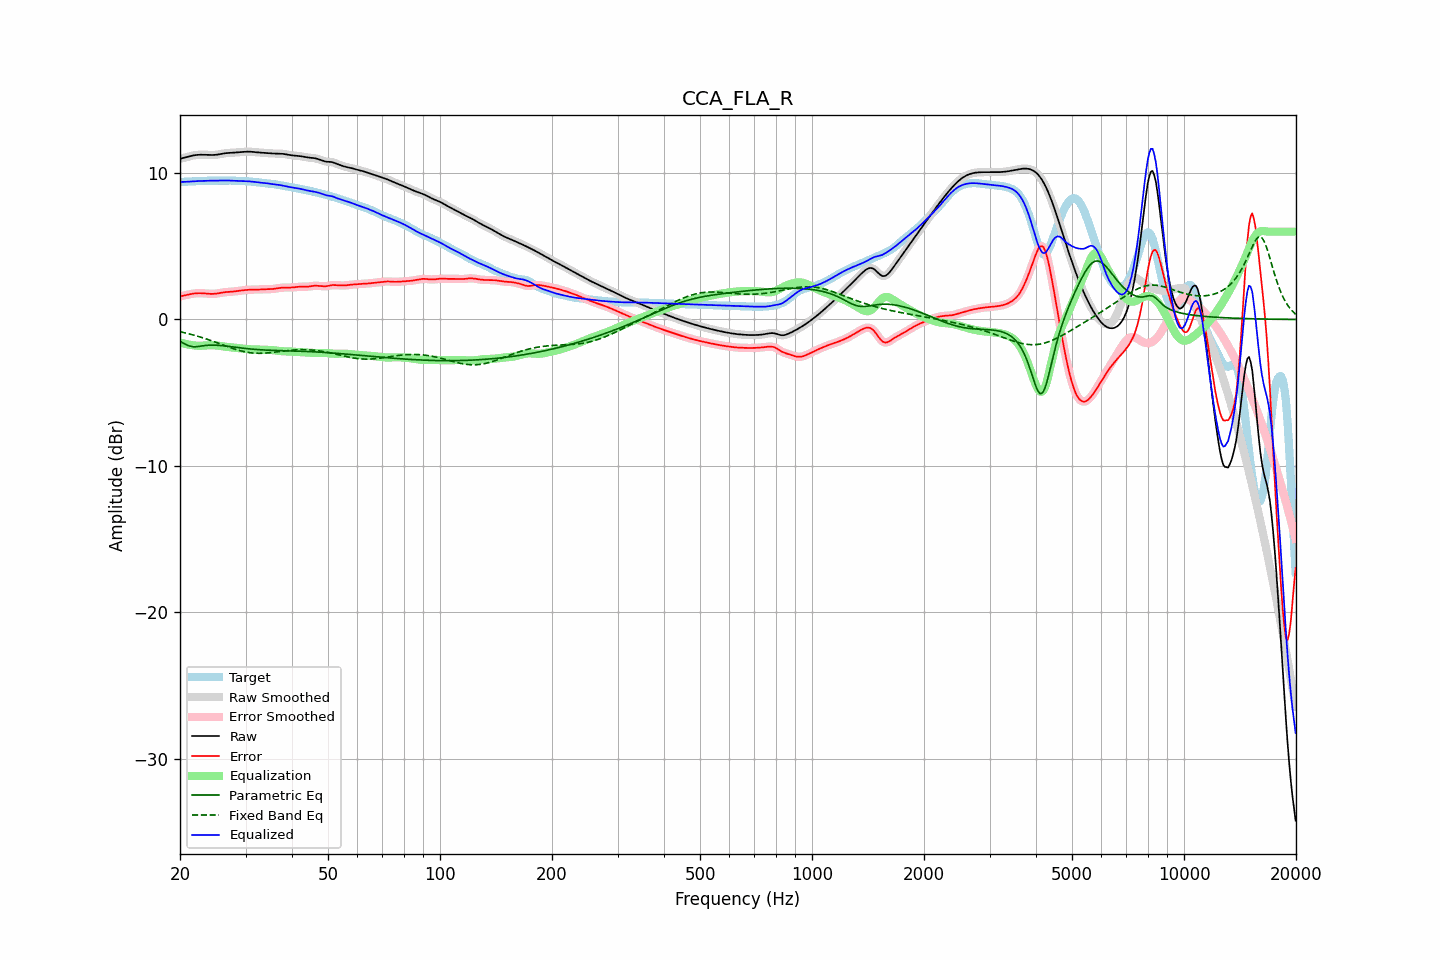 CCA_FLA_R
Amplitude (dBr)
10
0
−10
−20
−30
Target
Raw Smoothed
Error Smoothed
Raw
Error
Equalization
Parametric Eq
Fixed Band Eq
Equalized
20 50 100 200 500 1000 2000 5000 10000 20000
Frequency (Hz)